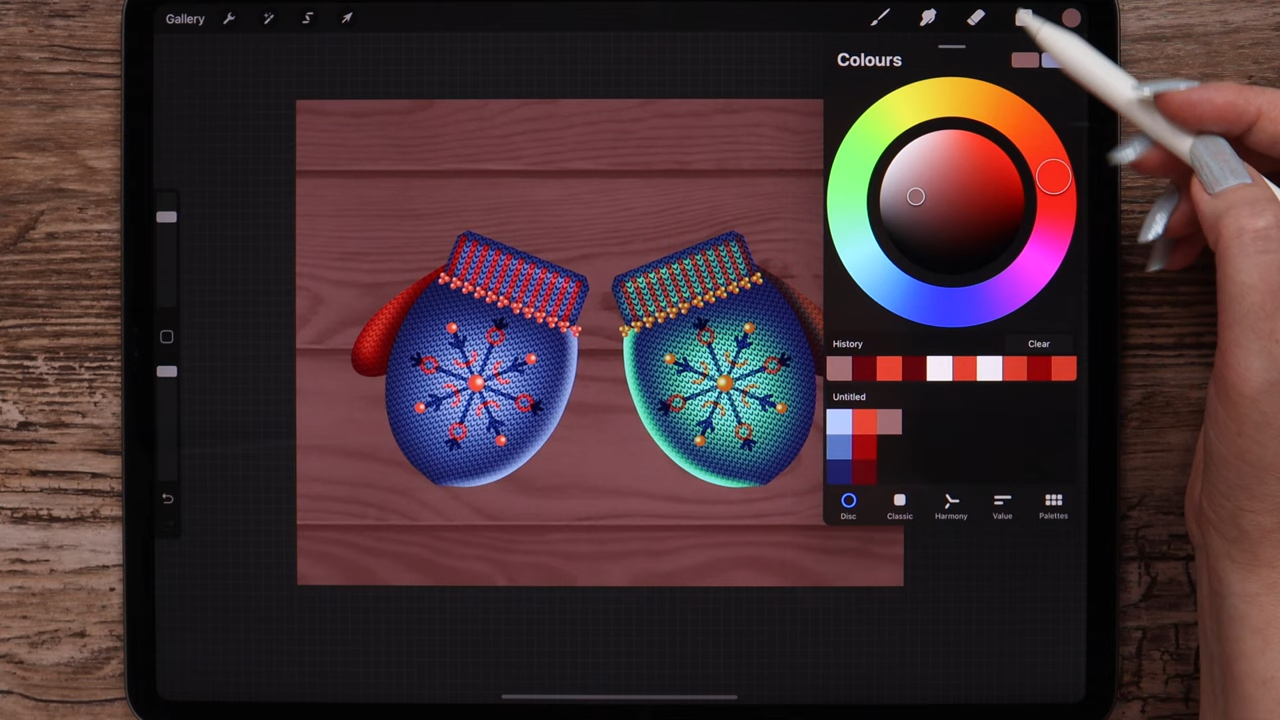 Gallery
Colours
History Clear
Untitled
Disc Classic Harmony Value Palettes